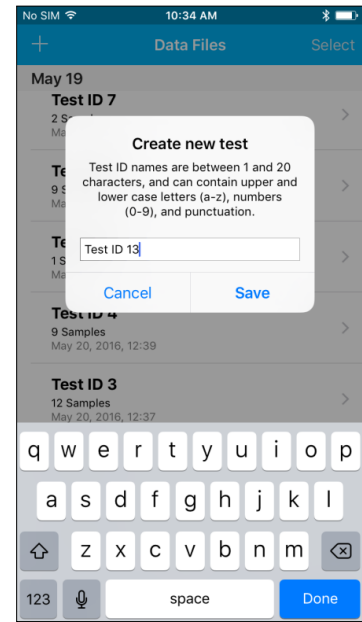 No SIM 10:34 AM
+ Data Files Select
May 19
Test ID 7
2 S
Ma
Create new test
Test ID names are between 1 and 20
characters, and can contain upper and
lower case letters (a-z), numbers
(0-9), and punctuation.
Te
9 S
Ma
Te
1 S
Ma
Test ID 13
Cancel Save
Test ID 4
9 Samples
May 20, 2016, 12:39
Test ID 3
12 Samples
May 20, 2016, 12:37
q w e r t y u i o p
a s d f g h j k l
z x c v b n m
123 space Done